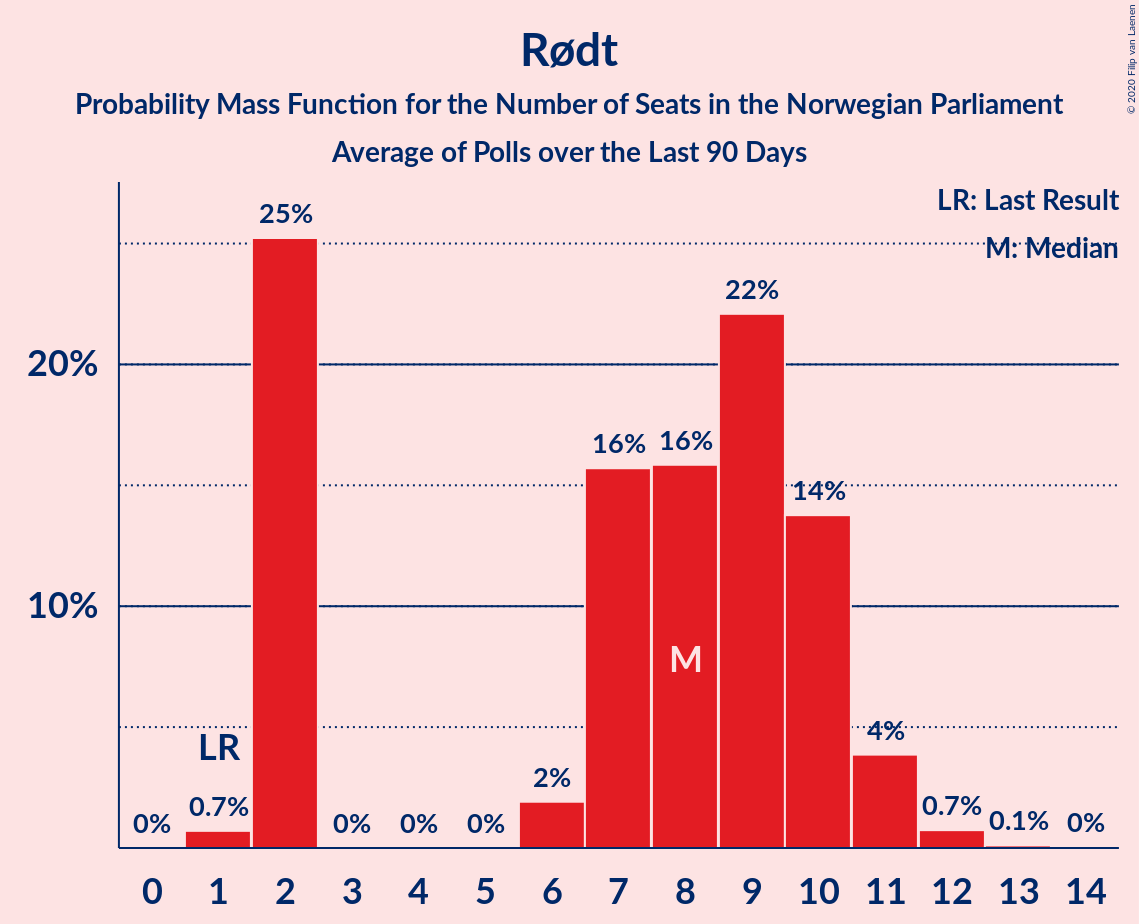 Rødt
Probability Mass Function for the Number of Seats in the Norwegian Parliament
Average of Polls over the Last 90 Days
© 2020 Filip van Laenen
LR: Last Result
M: Median
25%
22%
20%
16% 16%
14%
10%
M
4%
LR
2%
0% 0.7% 0% 0% 0% 0.7% 0.1% 0%
0 1 2 3 4 5 6 7 8 9 10 11 12 13 14